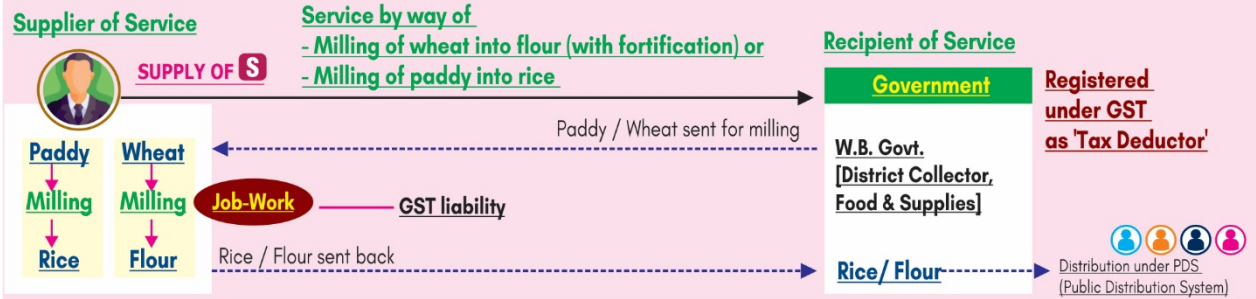 Supplier of Service
SUPPLY OF S
Service by way of
- Milling of wheat into flour (with fortification) or
- Milling of paddy into rice
Recipient of Service
Government
Registered
under GST
as 'Tax Deductor'
Paddy / Wheat sent for milling
W.B. Govt.
[District Collector,
Food & Supplies]
Paddy
Milling
Rice
Wheat
Milling
Flour
Job-Work
GST liability
Rice / Flour sent back
Rice/ Flour
Distribution under PDS
(Public Distribution System)